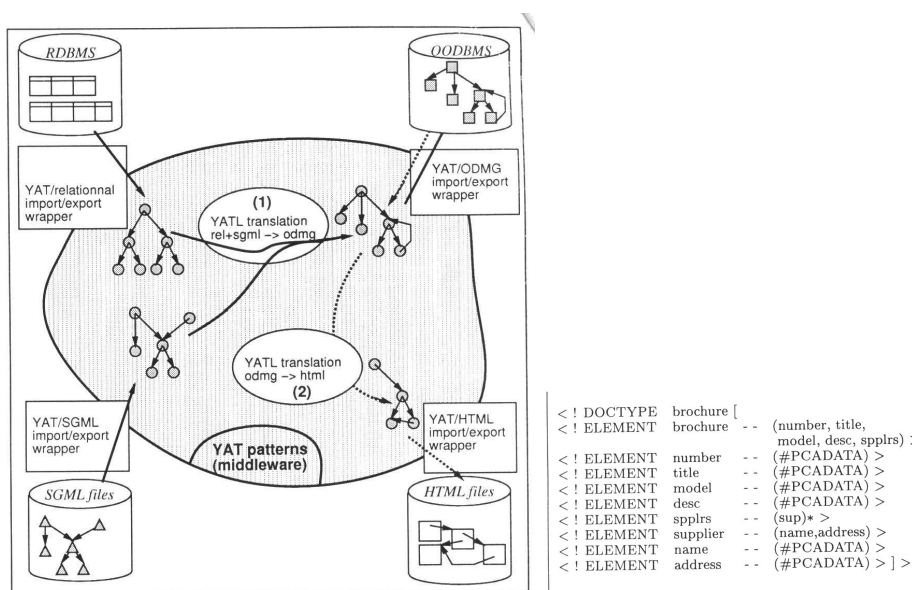 RDBMS
OODBMS
YAT/relationnal
import/export
wrapper
(1)
YATL translation
rel+sgml -> odmg
YAT/ODMG
import/export
wrapper
YATL translation
odmg -> html
(2)
YAT/SGML
import/export
wrapper
YAT patterns
(middleware)
YAT/HTML
import/export
wrapper
SGML files
HTML files
< ! DOCTYPE brochure [
< ! ELEMENT brochure - - (number, title,
model, desc, spplrs) >
< ! ELEMENT number - - (#PCADATA) >
< ! ELEMENT title - - (#PCADATA) >
< ! ELEMENT model - - (#PCADATA) >
< ! ELEMENT desc - - (#PCADATA) >
< ! ELEMENT spplrs - - (sup)* >
< ! ELEMENT supplier - - (name,address) >
< ! ELEMENT name - - (#PCADATA) >
< ! ELEMENT address - - (#PCADATA) > ] >